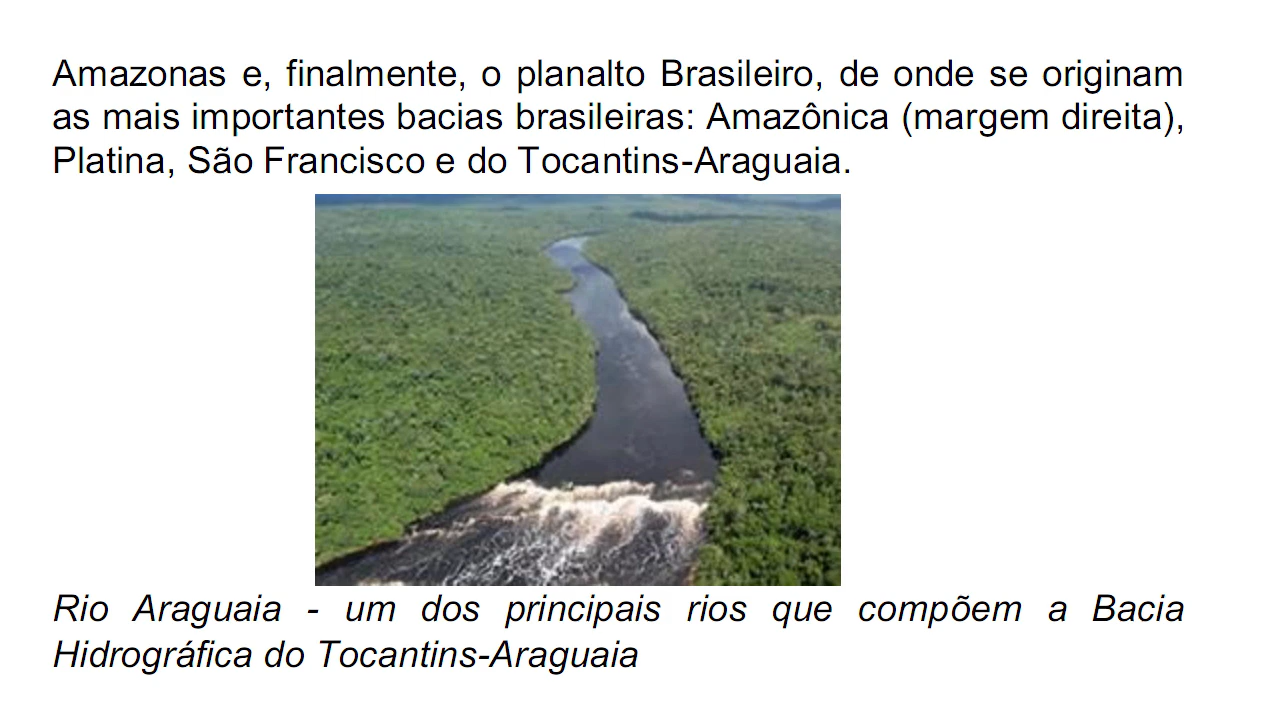 Amazonas e, finalmente, o planalto Brasileiro, de onde se originam
as mais importantes bacias brasileiras: Amazônica (margem direita),
Platina, São Francisco e do Tocantins-Araguaia.
Rio Araguaia - um dos principais rios que compõem a Bacia
Hidrográfica do Tocantins-Araguaia